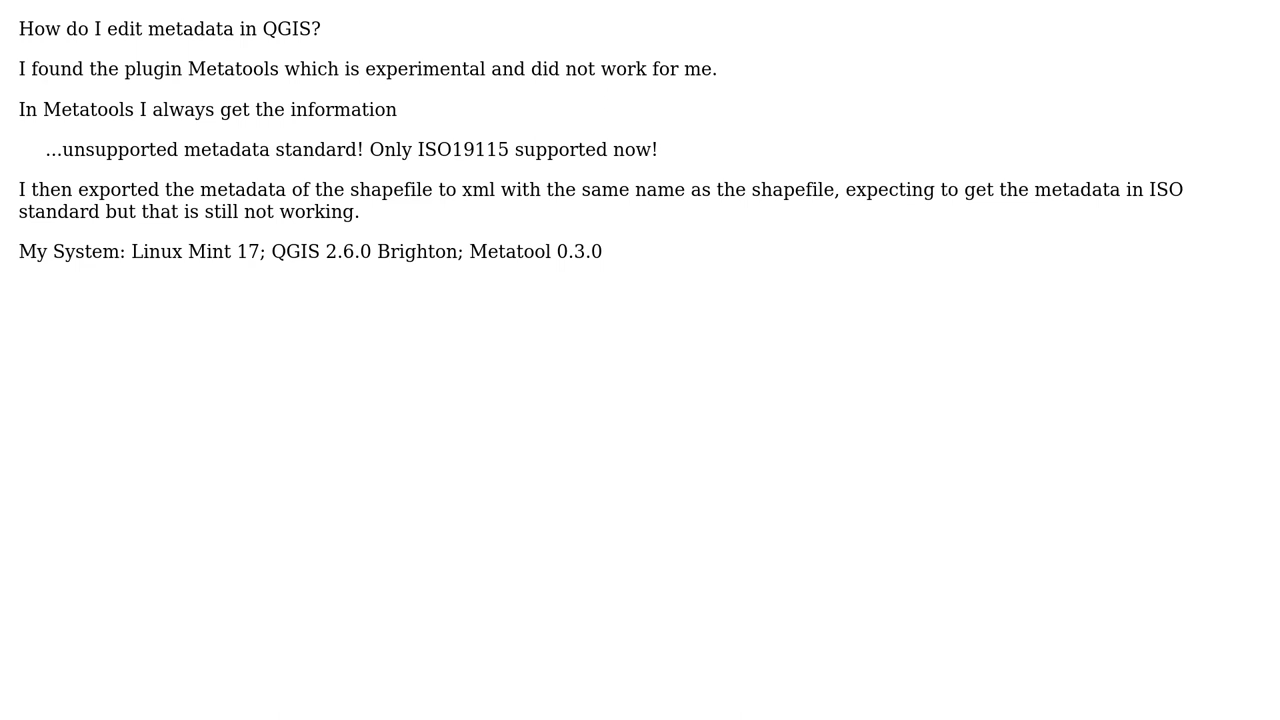 How do I edit metadata in QGIS?
I found the plugin Metatools which is experimental and did not work for me.
In Metatools I always get the information
...unsupported metadata standard! Only ISO19115 supported now!
I then exported the metadata of the shapefile to xml with the same name as the shapefile, expecting to get the metadata in ISO
standard but that is still not working.
My System: Linux Mint 17; QGIS 2.6.0 Brighton; Metatool 0.3.0